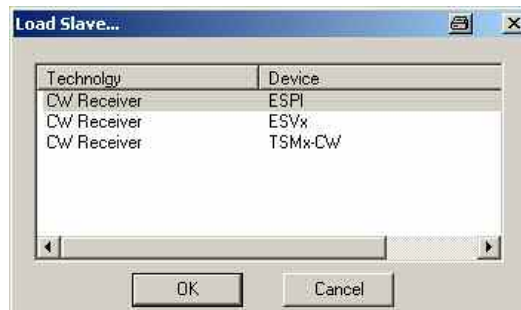 Load Slave...
Technolgy Device
CW Receiver ESPI
CW Receiver ESVx
CW Receiver TSMx-CW
OK Cancel